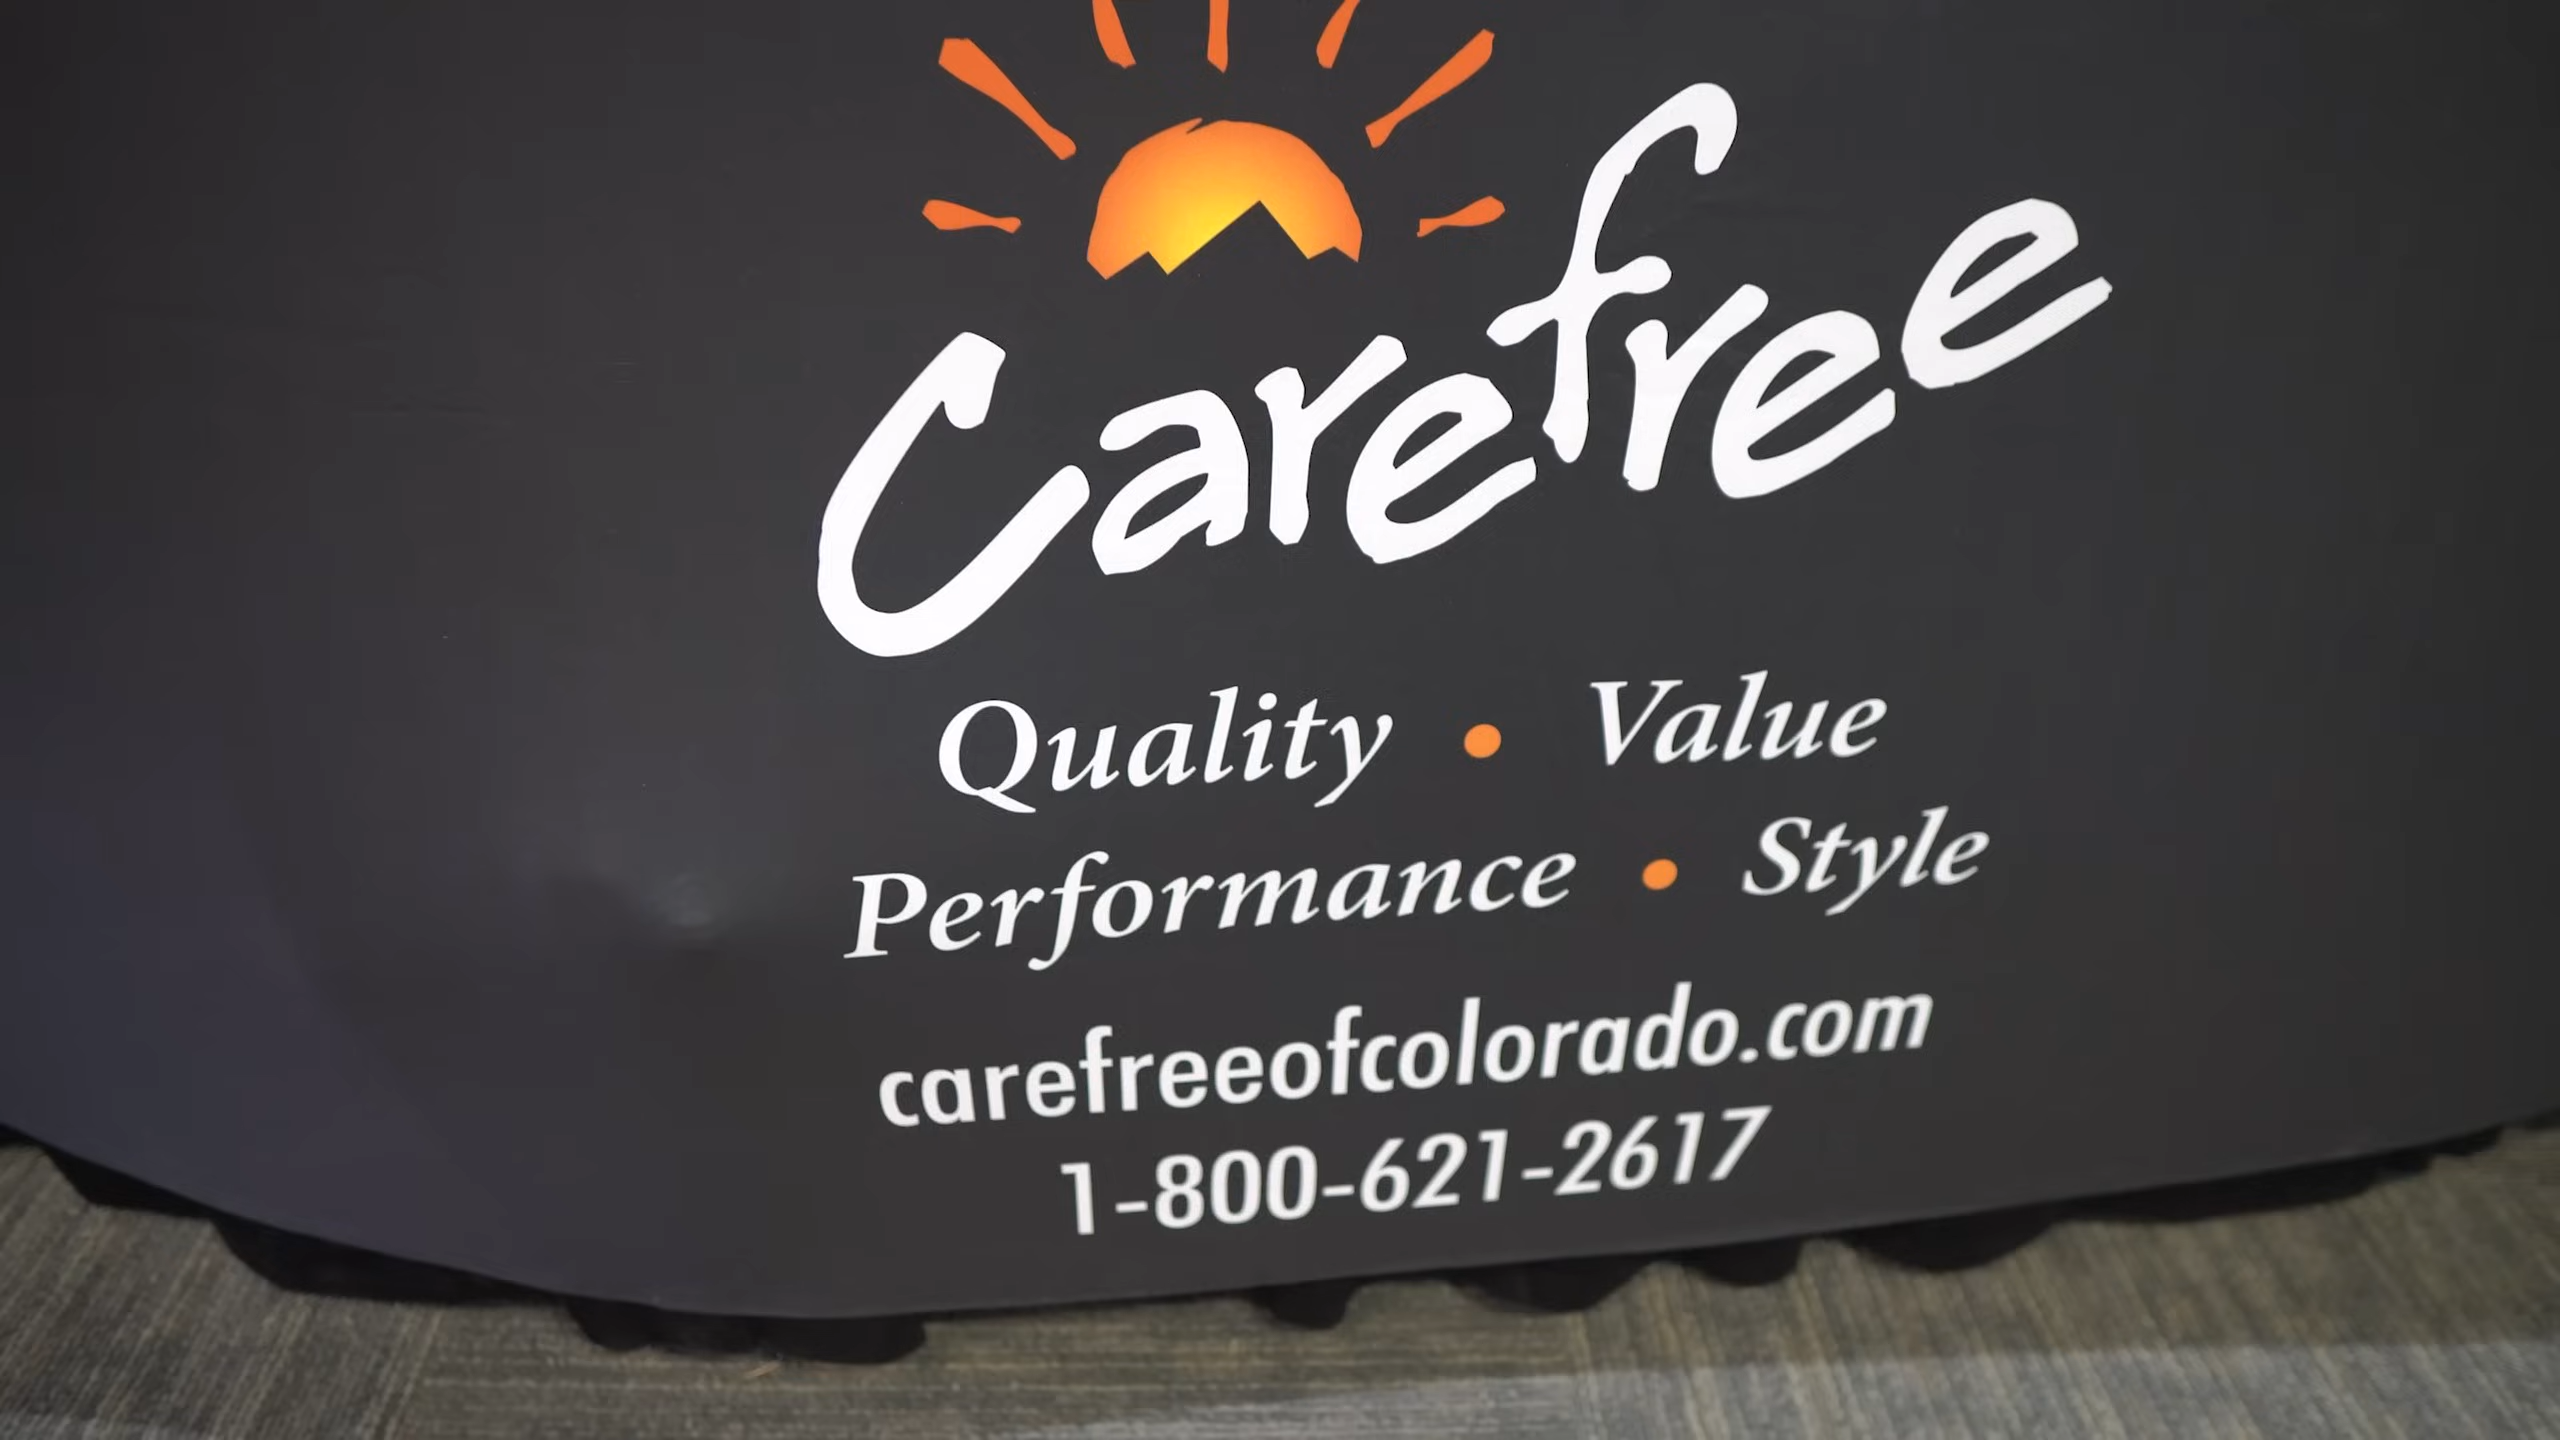 Carefree
Quality • Value
Performance • Style
carefreeofcolorado.com
1-800-621-2617